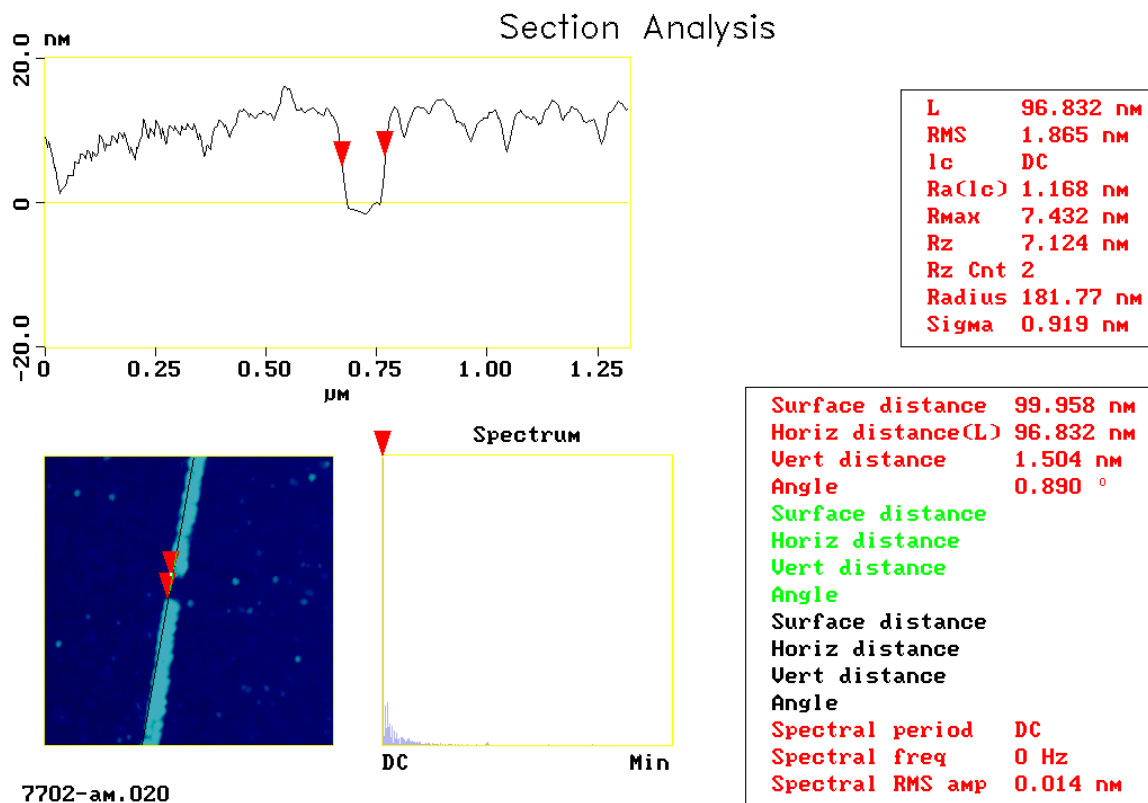 Section Analysis
nm
20.0
0
-20.0
0 0.25 0.50 0.75 1.00 1.25
µm
L 96.832 nm
RMS 1.865 nm
lc DC
Ra(lc) 1.168 nm
Rmax 7.432 nm
Rz 7.124 nm
Rz Cnt 2
Radius 181.77 nm
Sigma 0.919 nm
Spectrum
DC Min
Surface distance 99.958 nm
Horiz distance(L) 96.832 nm
Vert distance 1.504 nm
Angle 0.890 °
Surface distance
Horiz distance
Vert distance
Angle
Surface distance
Horiz distance
Vert distance
Angle
Spectral period DC
Spectral freq 0 Hz
Spectral RMS amp 0.014 nm
7702-am.020